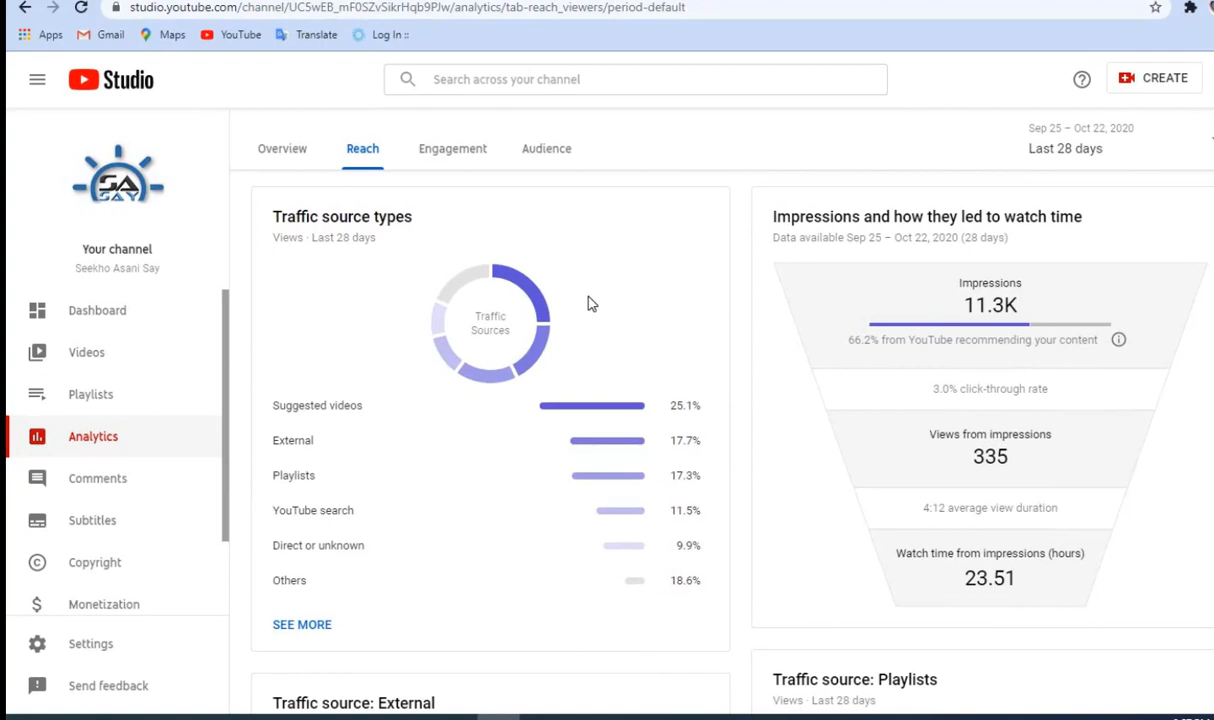 studio.youtube.com/channel/UC5wEB_mF0SZvSikrHqb9PJw/analytics/tab-reach_viewers/period-default
Apps Gmail Maps YouTube Translate Log In ::
Studio
Search across your channel
CREATE
SA
SAY
Your channel
Seekho Asani Say
Dashboard
Videos
Playlists
Analytics
Comments
Subtitles
Copyright
Monetization
Settings
Send feedback
Overview Reach Engagement Audience
Sep 25 – Oct 22, 2020
Last 28 days
Traffic source types
Views · Last 28 days
Traffic
Sources
Suggested videos 25.1%
External 17.7%
Playlists 17.3%
YouTube search 11.5%
Direct or unknown 9.9%
Others 18.6%
SEE MORE
Traffic source: External
Impressions and how they led to watch time
Data available Sep 25 – Oct 22, 2020 (28 days)
Impressions
11.3K
66.2% from YouTube recommending your content
3.0% click-through rate
Views from impressions
335
4:12 average view duration
Watch time from impressions (hours)
23.51
Traffic source: Playlists
Views · Last 28 days